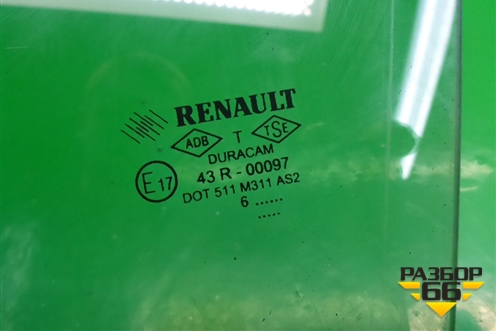 RENAULT
ADB T TSE
DURACAM
E17 43 R - 00097
DOT 511 M311 AS2
6 ......
.....
РАЗБОР
66